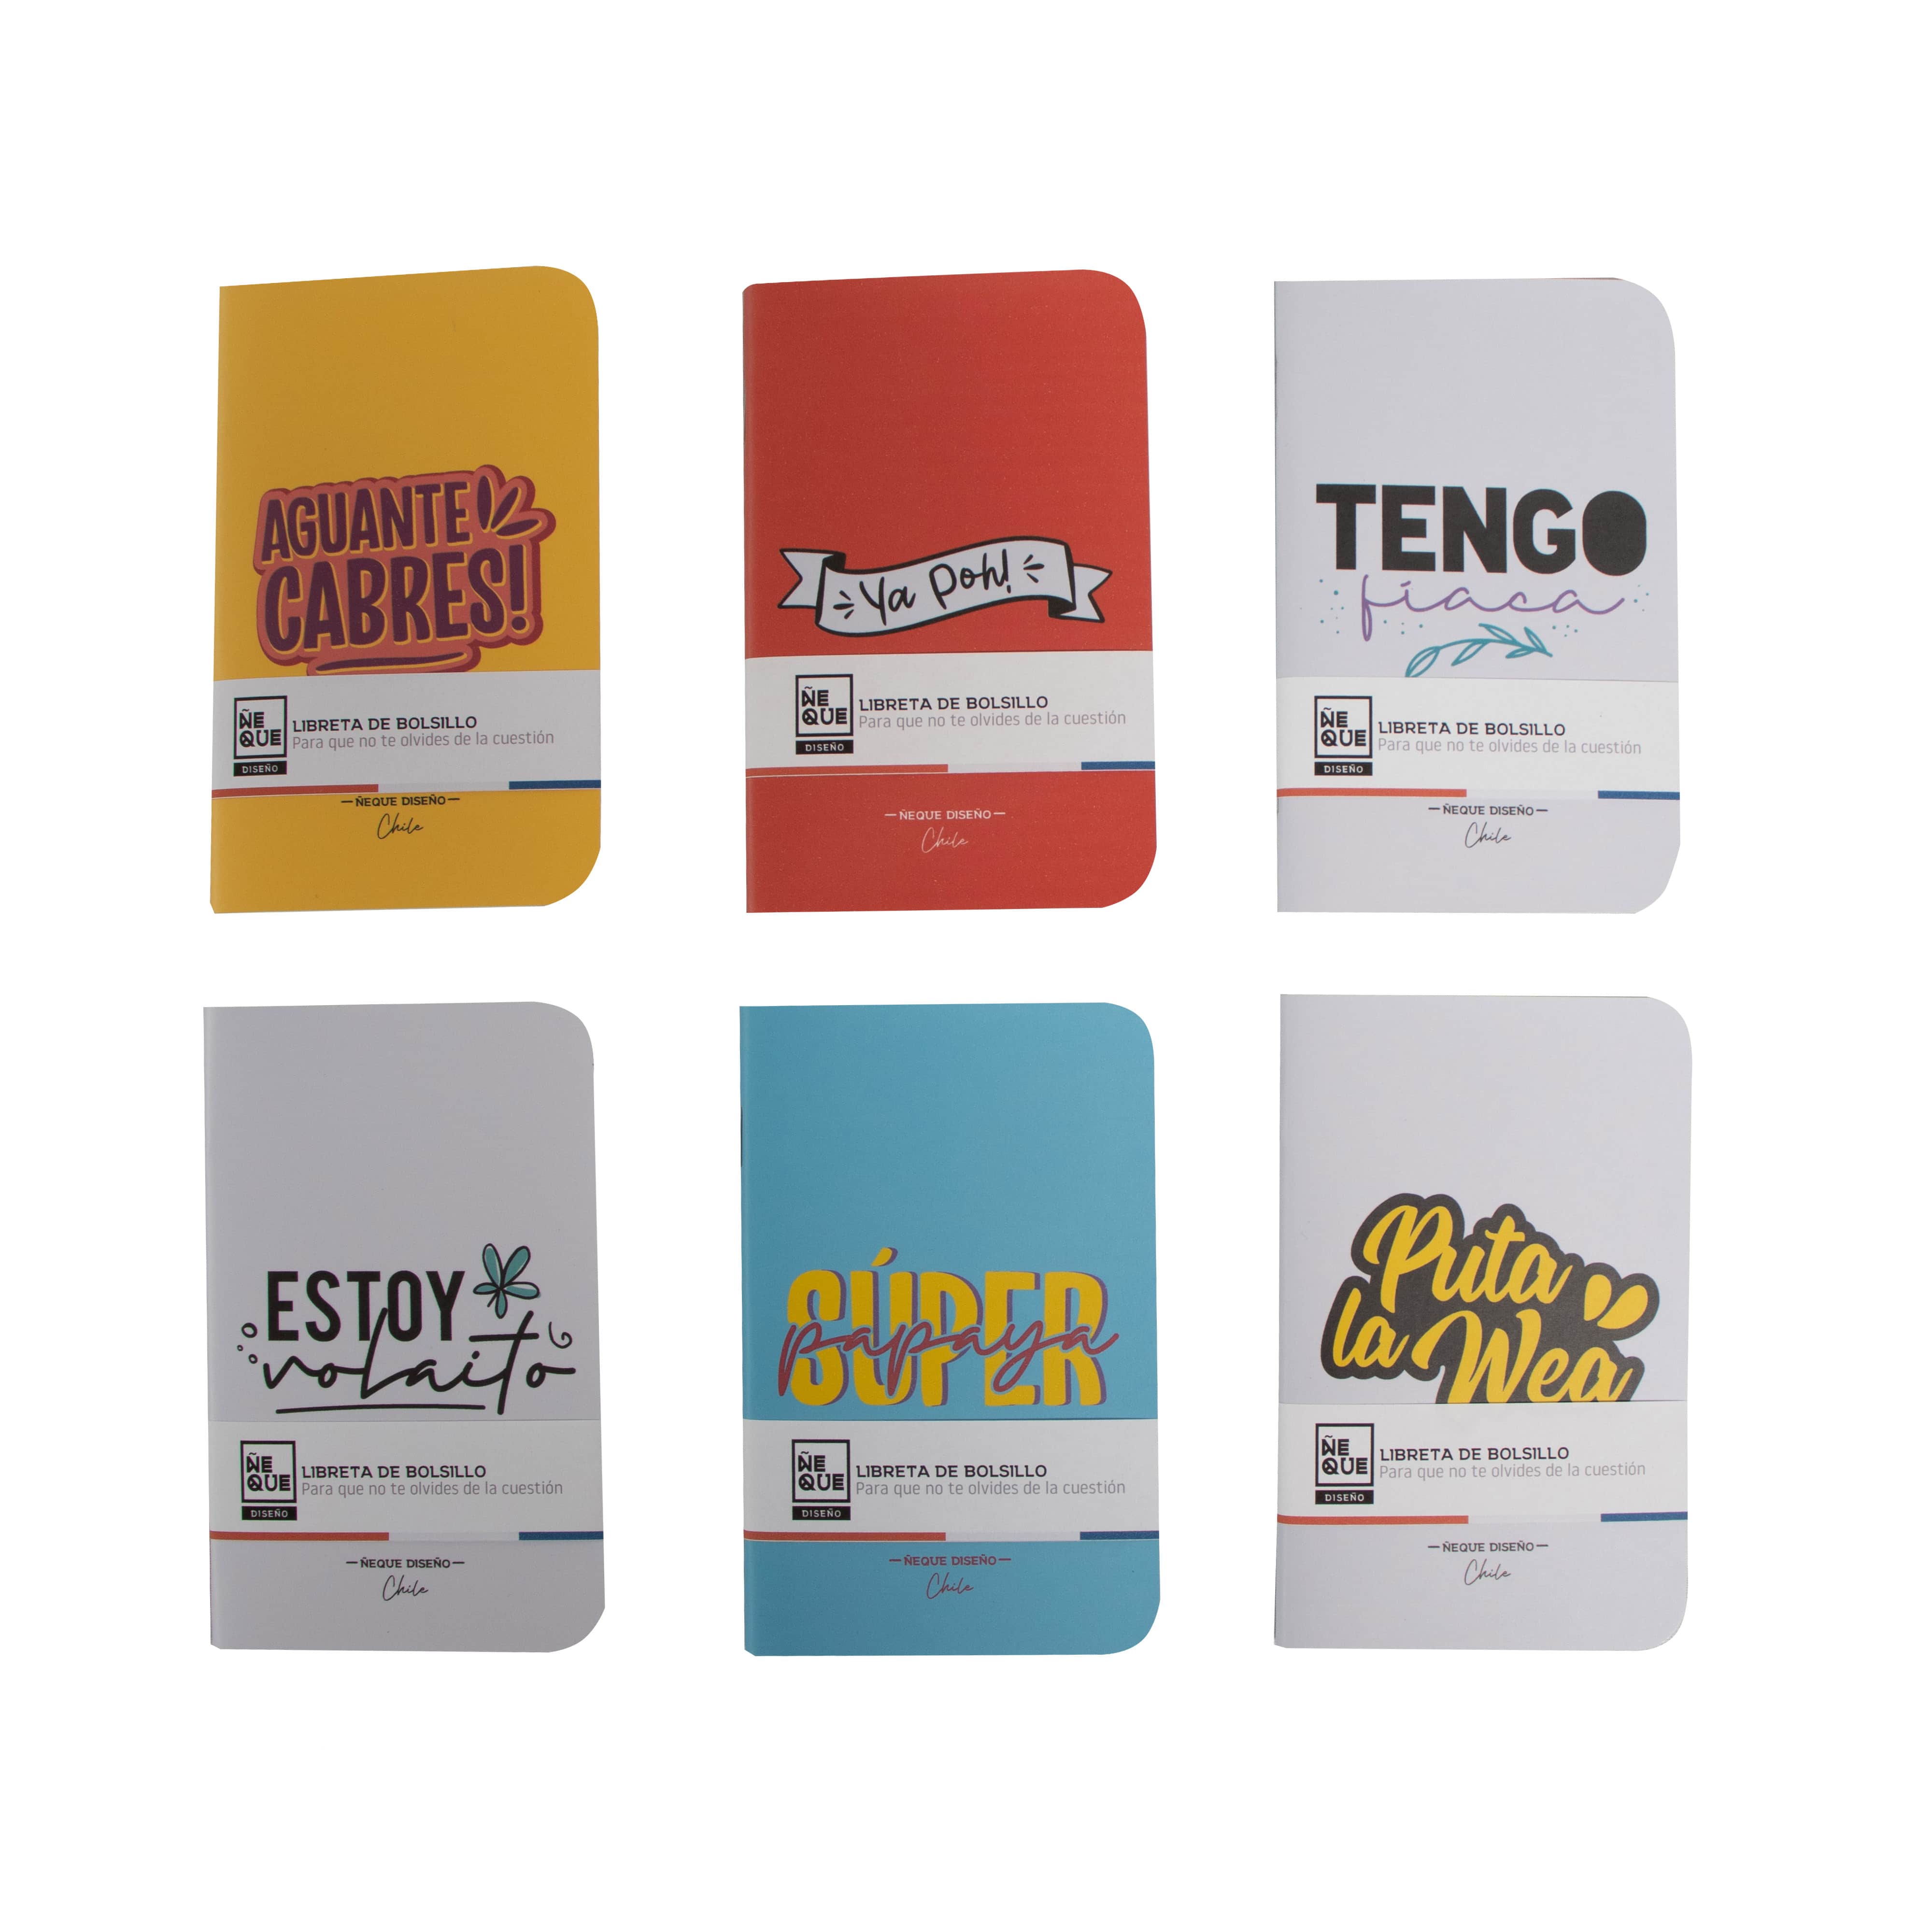 AGUANTE
CABRES!
ÑE
QUE
DISEÑO
LIBRETA DE BOLSILLO
Para que no te olvides de la cuestión
ÑEQUE DISEÑO
Chile
Ya Poh!
ÑE
QUE
DISEÑO
LIBRETA DE BOLSILLO
Para que no te olvides de la cuestión
ÑEQUE DISEÑO
Chile
TENGO
fiaca
ÑE
QUE
DISEÑO
LIBRETA DE BOLSILLO
Para que no te olvides de la cuestión
ÑEQUE DISEÑO
Chile
ESTOY
volaito
ÑE
QUE
DISEÑO
LIBRETA DE BOLSILLO
Para que no te olvides de la cuestión
ÑEQUE DISEÑO
Chile
SÚPER
papaya
ÑE
QUE
DISEÑO
LIBRETA DE BOLSILLO
Para que no te olvides de la cuestión
ÑEQUE DISEÑO
Chile
Puta
la Wea
ÑE
QUE
DISEÑO
LIBRETA DE BOLSILLO
Para que no te olvides de la cuestión
ÑEQUE DISEÑO
Chile